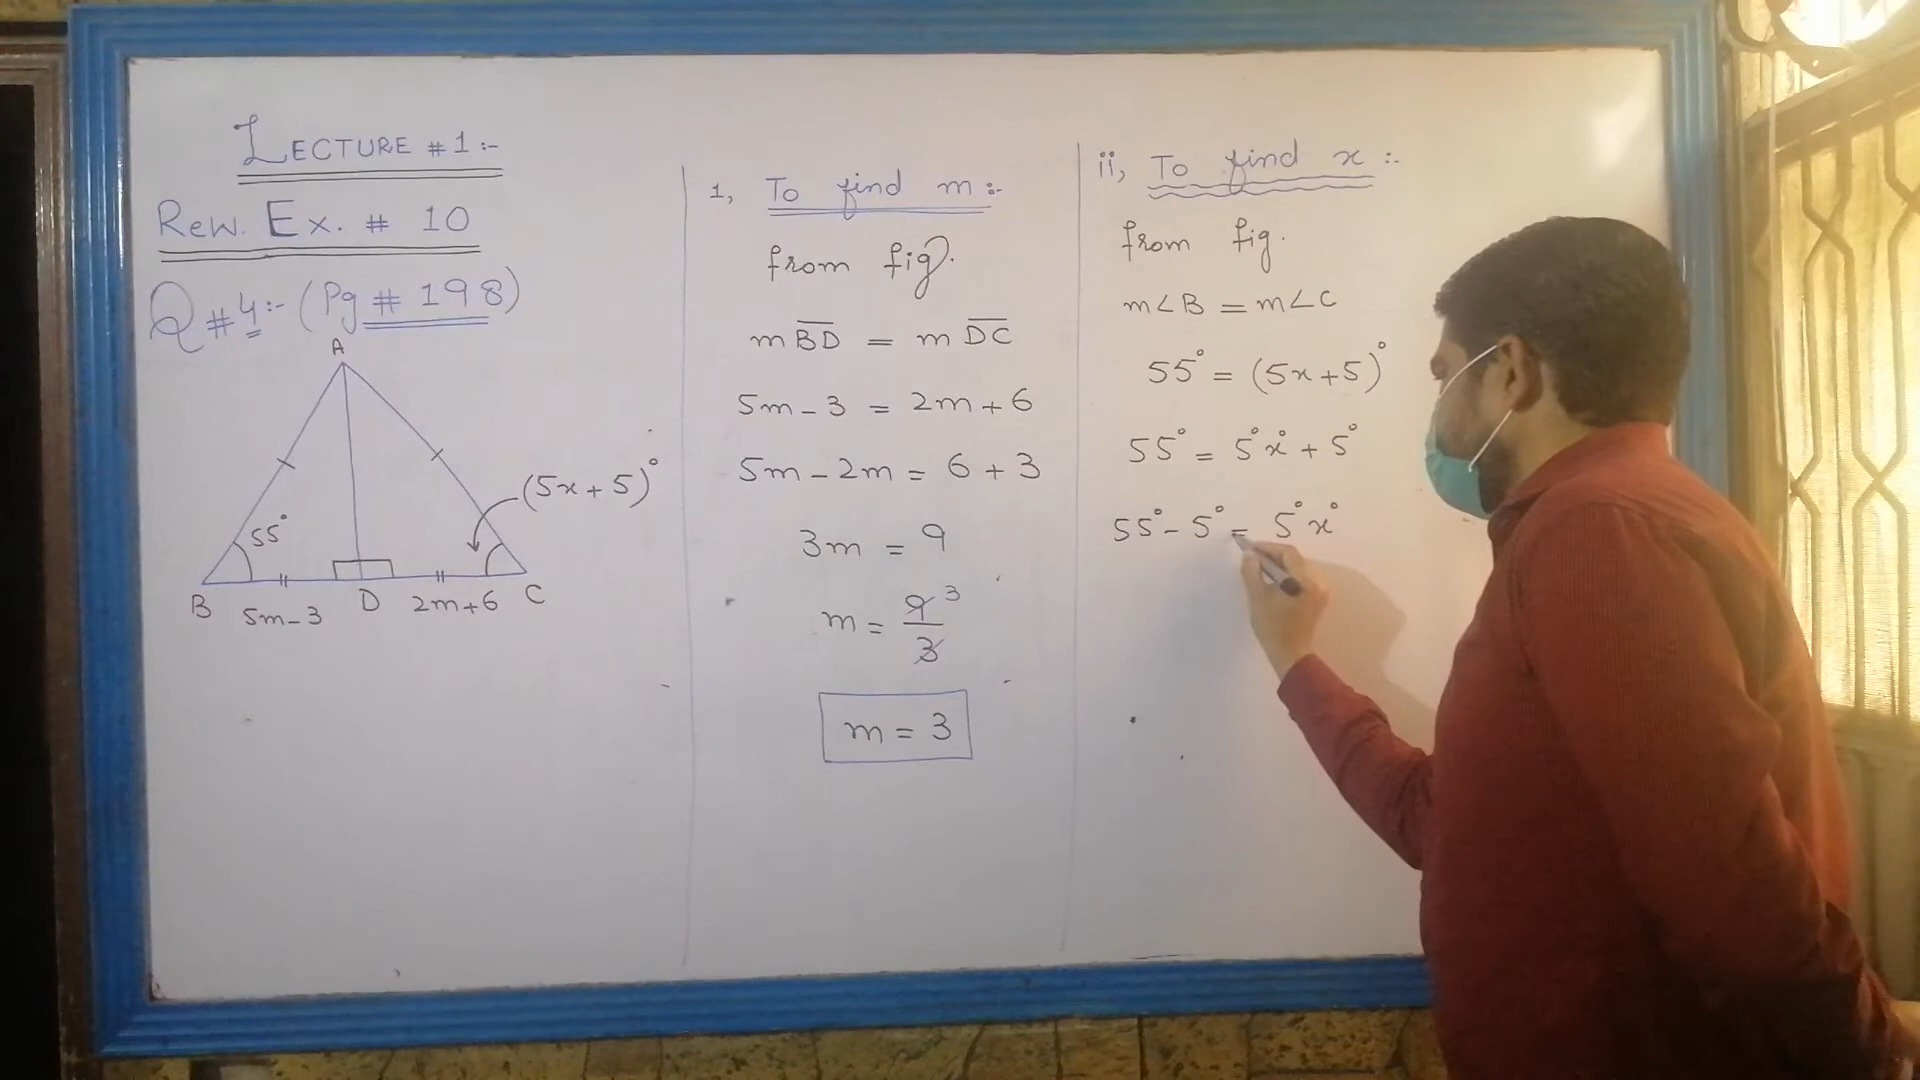 LECTURE #1:-
Rew. Ex. # 10
Q #4:- (Pg # 198)
A
(5x+5)°
55°
B 5m-3 D 2m+6 C
1, To find m:-
from fig.
m B̅D̅ = m D̅C̅
5m-3 = 2m+6
5m-2m = 6+3
3m = 9
m = 9/3 3
m = 3
ii, To find x :-
from fig.
m∠B = m∠C
55° = (5x+5)°
55° = 5°x° + 5°
55° - 5° = 5°x°